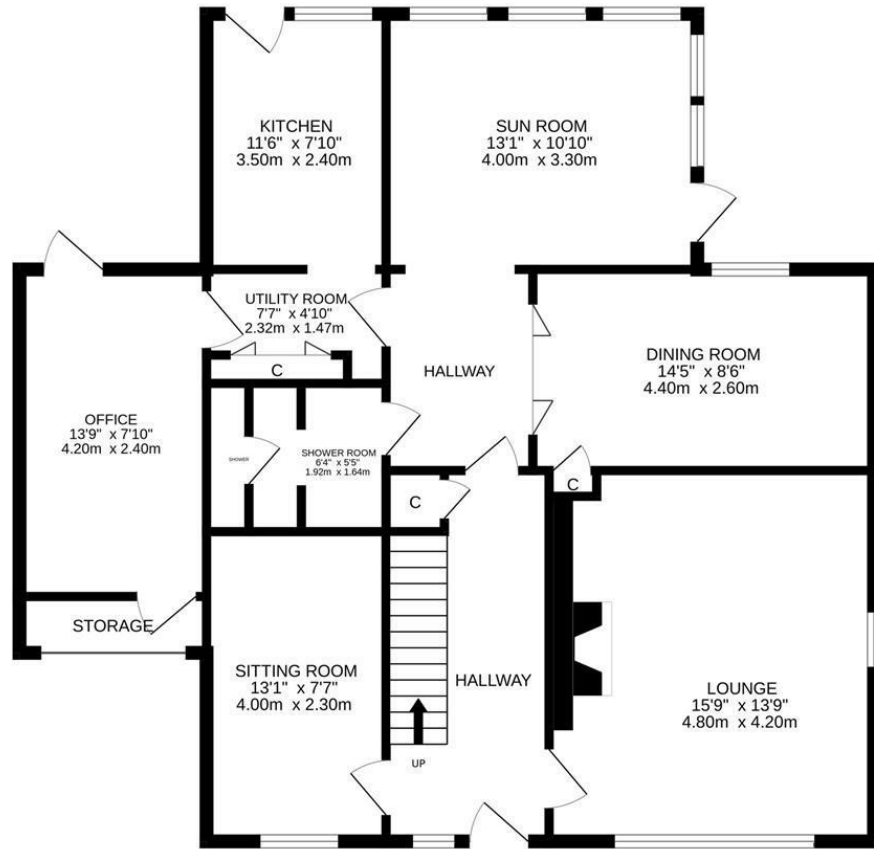 KITCHEN
11'6" x 7'10"
3.50m x 2.40m
SUN ROOM
13'1" x 10'10"
4.00m x 3.30m
UTILITY ROOM
7'7" x 4'10"
2.32m x 1.47m
C
HALLWAY
DINING ROOM
14'5" x 8'6"
4.40m x 2.60m
OFFICE
13'9" x 7'10"
4.20m x 2.40m
SHOWER
SHOWER ROOM
6'4" x 5'5"
1.92m x 1.64m
C
C
STORAGE
SITTING ROOM
13'1" x 7'7"
4.00m x 2.30m
HALLWAY
UP
LOUNGE
15'9" x 13'9"
4.80m x 4.20m